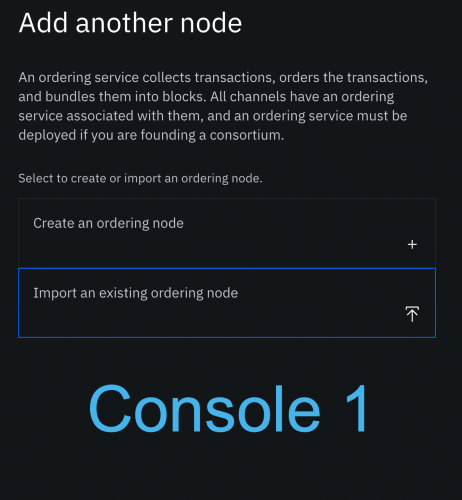 Add another node
An ordering service collects transactions, orders the transactions,
and bundles them into blocks. All channels have an ordering
service associated with them, and an ordering service must be
deployed if you are founding a consortium.
Select to create or import an ordering node.
Create an ordering node
+
Import an existing ordering node
Console 1